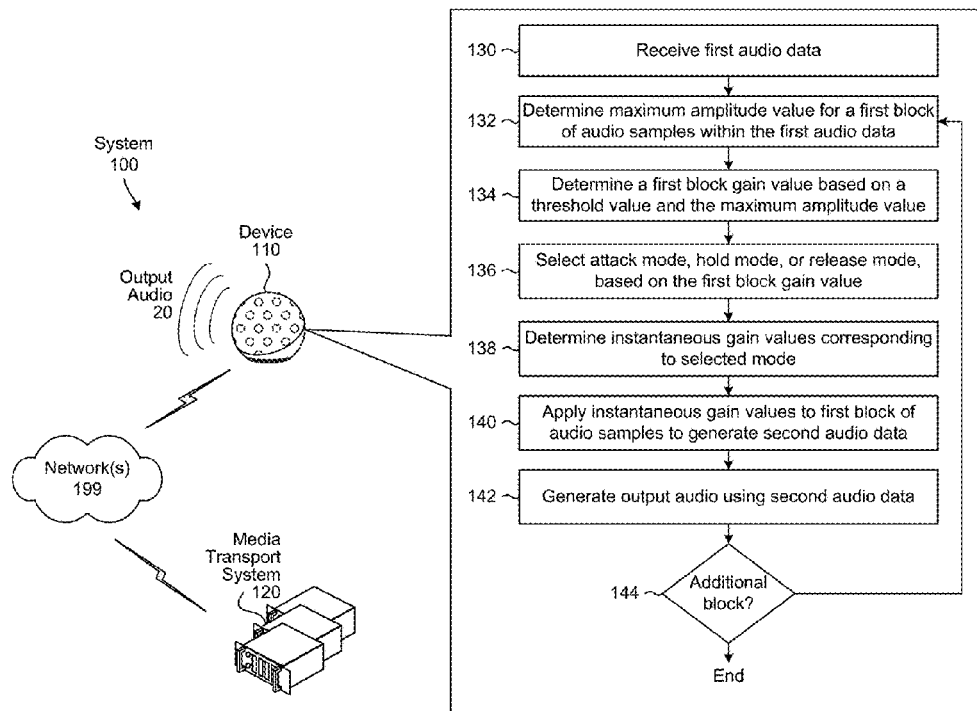 System
100
Device
110
Output
Audio
20
Network(s)
199
Media
Transport
System
120
130
Receive first audio data
132
Determine maximum amplitude value for a first block
of audio samples within the first audio data
134
Determine a first block gain value based on a
threshold value and the maximum amplitude value
136
Select attack mode, hold mode, or release mode,
based on the first block gain value
138
Determine instantaneous gain values corresponding
to selected mode
140
Apply instantaneous gain values to first block of
audio samples to generate second audio data
142
Generate output audio using second audio data
144
Additional
block?
End